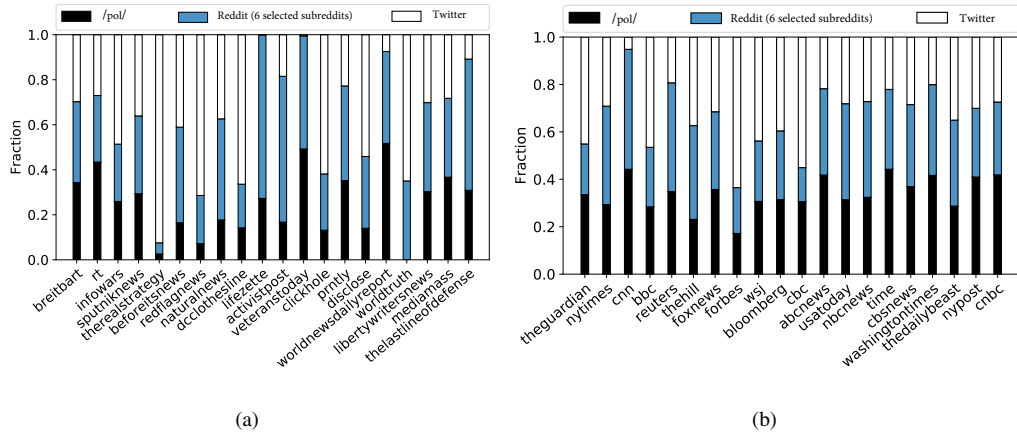 /pol/ Reddit (6 selected subreddits) Twitter
1.0
0.8
0.6
0.4
0.2
0.0
Fraction
breitbart
rt
infowars
sputniknews
therealstrategy
beforeitsnews
redflagnews
naturalnews
dcclothesline
lifezette
activistpost
veteranstoday
clickhole
prntly
disclose
worldnewsdailyreport
worldtruth
libertywritersnews
mediamass
thelastlineofdefense
(a)
/pol/ Reddit (6 selected subreddits) Twitter
1.0
0.8
0.6
0.4
0.2
0.0
Fraction
theguardian
nytimes
cnn
bbc
reuters
thehill
foxnews
forbes
wsj
bloomberg
cbc
abcnews
usatoday
nbcnews
time
cbsnews
washingtontimes
thedailybeast
nypost
cnbc
(b)